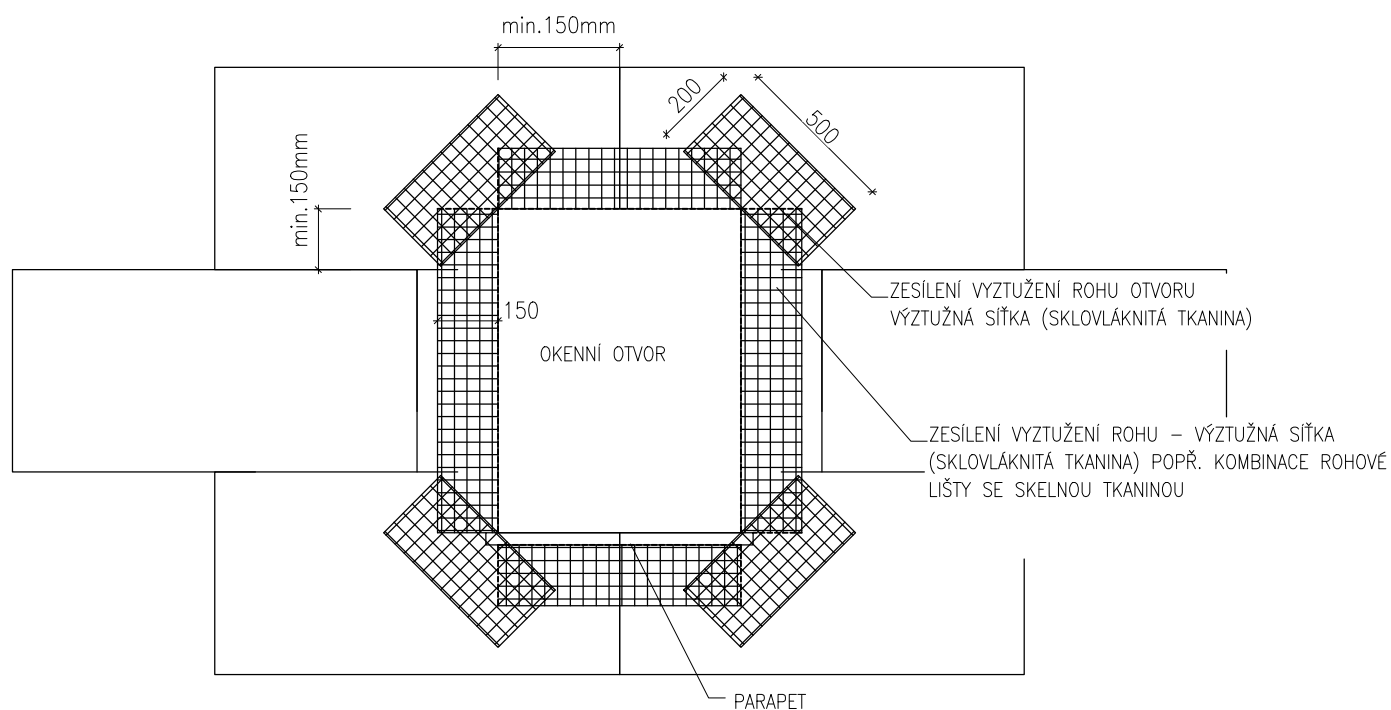 min.150mm
200
500
min.150mm
150
ZESÍLENÍ VYZTUŽENÍ ROHU OTVORU
VÝZTUŽNÁ SÍŤKA (SKLOVLÁKNITÁ TKANINA)
OKENNÍ OTVOR
ZESÍLENÍ VYZTUŽENÍ ROHU – VÝZTUŽNÁ SÍŤKA
(SKLOVLÁKNITÁ TKANINA) POPŘ. KOMBINACE ROHOVÉ
LIŠTY SE SKELNOU TKANINOU
PARAPET